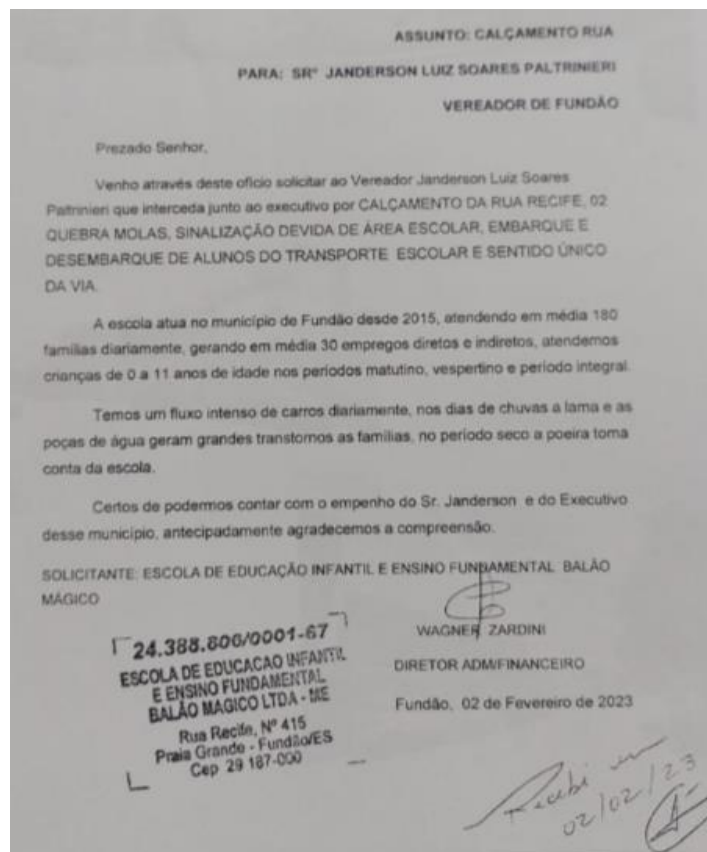 ASSUNTO: CALÇAMENTO RUA
PARA: SRº JANDERSON LUIZ SOARES PALTRINIERI
VEREADOR DE FUNDÃO
Prezado Senhor,
Venho através deste oficio solicitar ao Vereador Janderson Luiz Soares
Paltrinieri que interceda junto ao executivo por CALÇAMENTO DA RUA RECIFE, 02
QUEBRA MOLAS, SINALIZAÇÃO DEVIDA DE ÁREA ESCOLAR, EMBARQUE E
DESEMBARQUE DE ALUNOS DO TRANSPORTE ESCOLAR E SENTIDO ÚNICO
DA VIA.
A escola atua no município de Fundão desde 2015, atendendo em média 180
famílias diariamente, gerando em média 30 empregos diretos e indiretos, atendemos
crianças de 0 a 11 anos de idade nos períodos matutino, vespertino e período integral.
Temos um fluxo intenso de carros diariamente, nos dias de chuvas a lama e as
poças de água geram grandes transtornos as famílias, no período seco a poeira toma
conta da escola.
Certos de podermos contar com o empenho do Sr. Janderson e do Executivo
desse município, antecipadamente agradecemos a compreensão.
SOLICITANTE: ESCOLA DE EDUCAÇÃO INFANTIL E ENSINO FUNDAMENTAL BALÃO
MÁGICO
WAGNER ZARDINI
DIRETOR ADM/FINANCEIRO
Fundão, 02 de Fevereiro de 2023
24.388.606/0001-67
ESCOLA DE EDUCACAO INFANTIL
E ENSINO FUNDAMENTAL
BALÃO MAGICO LTDA - ME
Rua Recife, Nº 415
Praia Grande - Fundão/ES
Cep 29 187-000
Recebi em
02/02/23